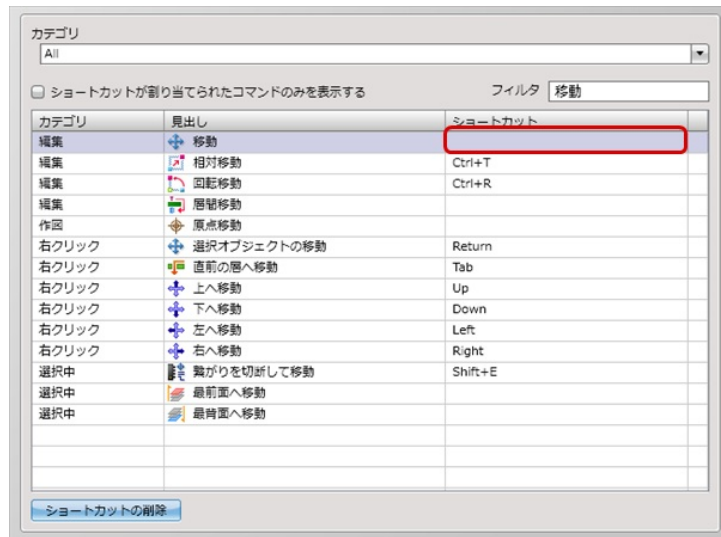 カテゴリ
All
ショートカットが割り当てられたコマンドのみを表示する フィルタ 移動
カテゴリ 見出し ショートカット
編集 移動
編集 相対移動 Ctrl+T
編集 回転移動 Ctrl+R
編集 層間移動
作図 原点移動
右クリック 選択オブジェクトの移動 Return
右クリック 直前の層へ移動 Tab
右クリック 上へ移動 Up
右クリック 下へ移動 Down
右クリック 左へ移動 Left
右クリック 右へ移動 Right
選択中 繋がりを切断して移動 Shift+E
選択中 最前面へ移動
選択中 最背面へ移動
ショートカットの削除